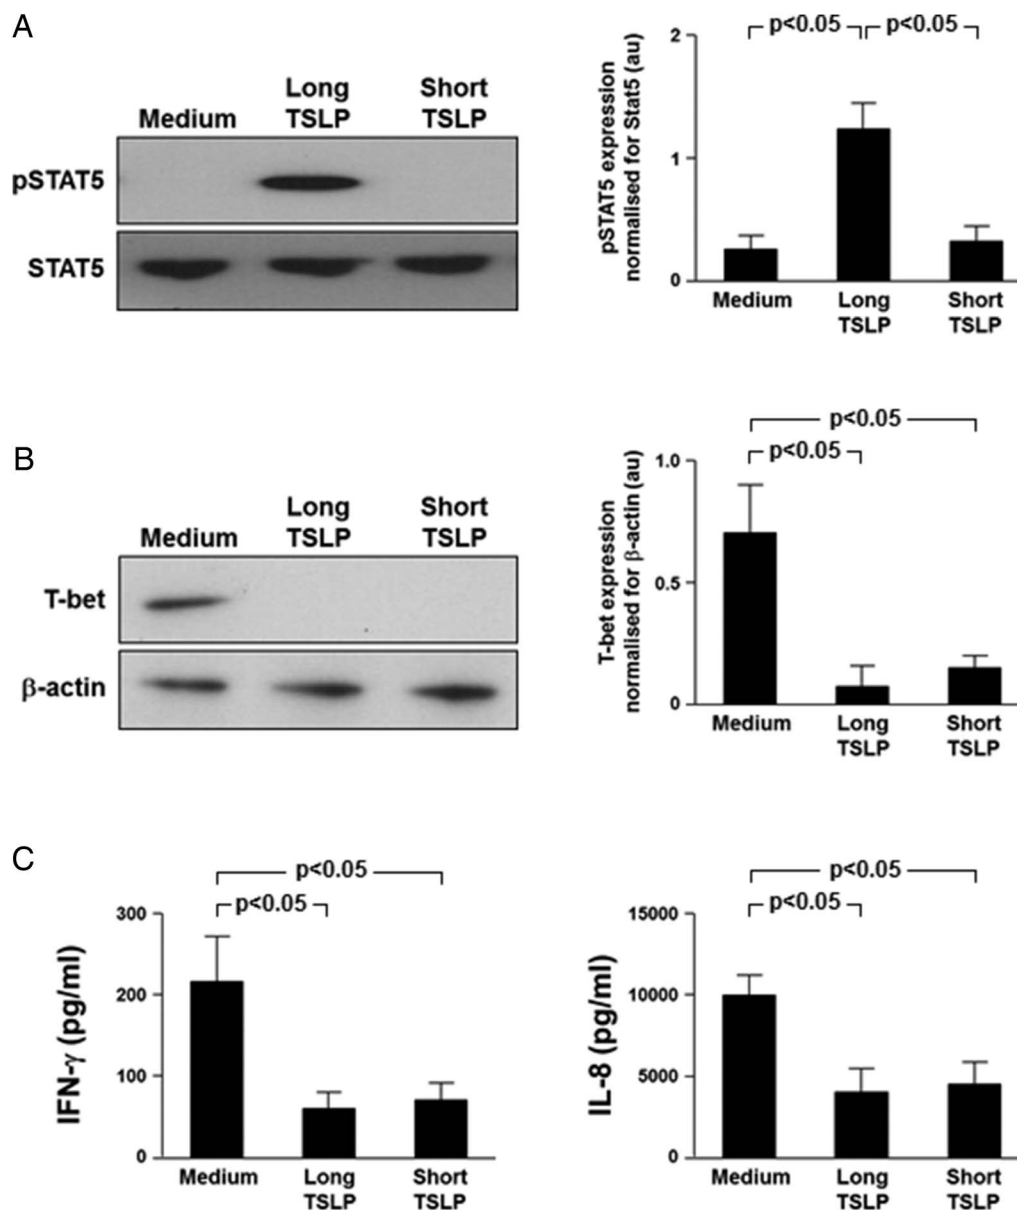 A
Medium
Long
TSLP
Short
TSLP
pSTAT5
STAT5
pSTAT5 expression
normalised for Stat5 (au)
p<0.05
p<0.05
2
1
0
Medium
Long
TSLP
Short
TSLP
B
Medium
Long
TSLP
Short
TSLP
T-bet
β-actin
T-bet expression
normalised for β-actin (au)
p<0.05
p<0.05
1.0
0.5
0
Medium
Long
TSLP
Short
TSLP
C
IFN-γ (pg/ml)
p<0.05
p<0.05
300
200
100
0
Medium
Long
TSLP
Short
TSLP
IL-8 (pg/ml)
p<0.05
p<0.05
15000
10000
5000
0
Medium
Long
TSLP
Short
TSLP